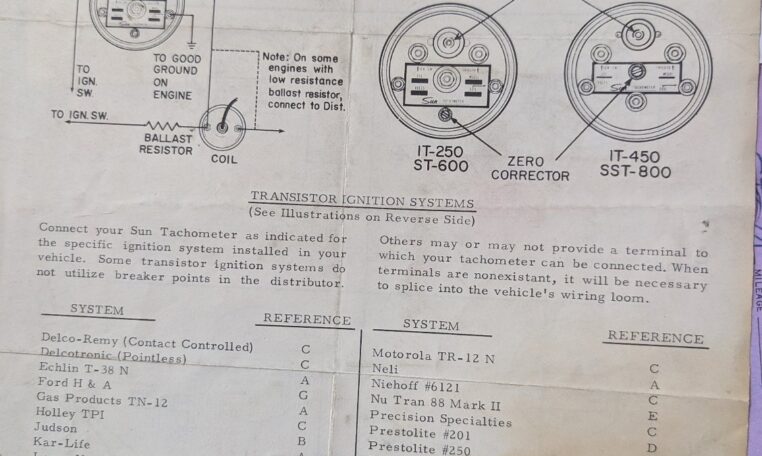 TO
IGN.
SW.
TO GOOD
GROUND
ON
ENGINE
Note: On some
engines with
low resistance
ballast resistor,
connect to Dist.
TO IGN. SW.
BALLAST
RESISTOR
COIL
Sun
IT-250
ST-600
ZERO
CORRECTOR
Sun
IT-450
SST-800
TRANSISTOR IGNITION SYSTEMS
(See Illustrations on Reverse Side)
Connect your Sun Tachometer as indicated for
the specific ignition system installed in your
vehicle. Some transistor ignition systems do
not utilize breaker points in the distributor.
Others may or may not provide a terminal to
which your tachometer can be connected. When
terminals are nonexistant, it will be necessary
to splice into the vehicle's wiring loom.
SYSTEM REFERENCE
Delco-Remy (Contact Controlled) C
Delcotronic (Pointless) C
Echlin T-38 N A
Ford H & A G
Gas Products TN-12 A
Holley TPI C
Judson B
Kar-Life
SYSTEM REFERENCE
Motorola TR-12 N C
Neli A
Niehoff #6121 C
Nu Tran 88 Mark II E
Precision Specialties C
Prestolite #201 D
Prestolite #250
MILEAGE